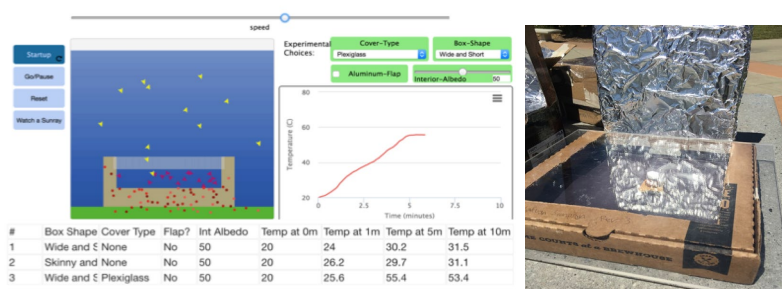 speed
Startup
Go/Pause
Reset
Watch a Sunray
Experimental Choices:
Cover-Type
Plexiglass
Box-Shape
Wide and Short
Aluminum-Flap
Interior-Albedo 50
80
60
40
20
Temperature (C)
0 2.5 5 7.5 10
Time (minutes)
# Box Shape Cover Type Flap? Int Albedo Temp at 0m Temp at 1m Temp at 5m Temp at 10m
1 Wide and S None No 50 20 24 30.2 31.5
2 Skinny and None No 50 20 26.2 29.7 31.1
3 Wide and S Plexiglass No 50 20 25.6 55.4 53.4
COUNTS at a BREWHOUSE